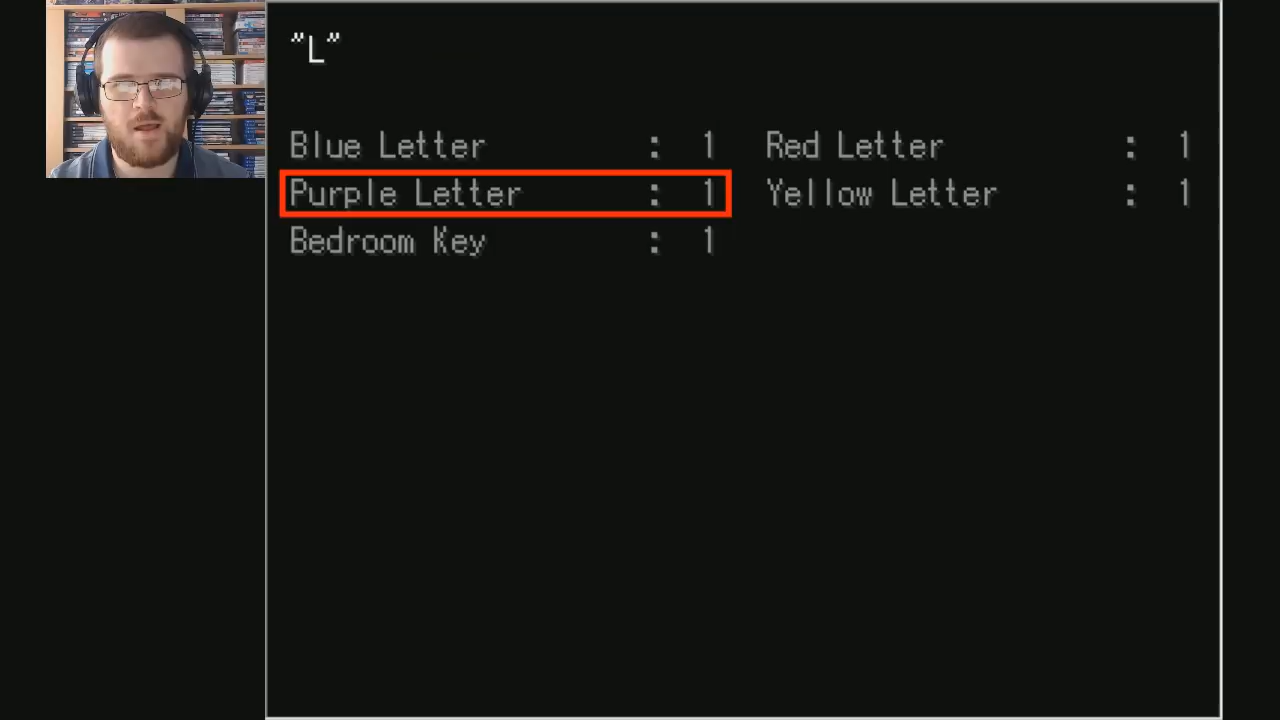 "L"
Blue Letter : 1 Red Letter : 1
Purple Letter : 1 Yellow Letter : 1
Bedroom Key : 1